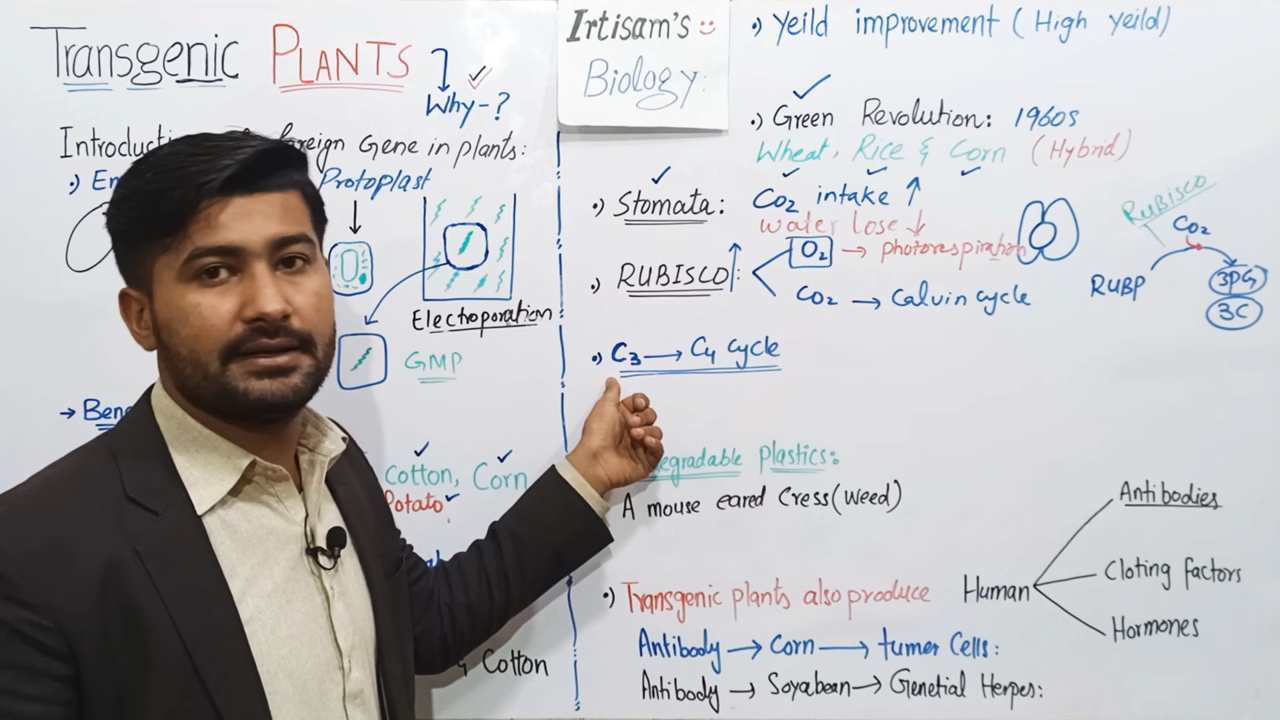 Transgenic PLANTS
Why-?
Introducti foreign Gene in plants:
•) En Protoplast
Electroporation
GMP
→ Bene
Cotton, Corn
Potato
Cotton
Irtisam's
Biology:
•) Yeild improvement (High yeild)
•) Green Revolution: 1960s
Wheat, Rice & Corn (Hybrid)
•) Stomata: CO2 intake ↑
water lose ↓
•) RUBISCO ↑: O2 → photorespiration
CO2 → Calvin cycle
RUBISCO
CO2
RUBP
3PG
3C
•) C3 → C4 cycle
degradable plastics:
A mouse eared Cress (weed)
•) Transgenic plants also produce Human
Antibodies
Cloting factors
Hormones
Antibody → Corn → tumer Cells:
Antibody → Soyabean → Genetial Herpes: